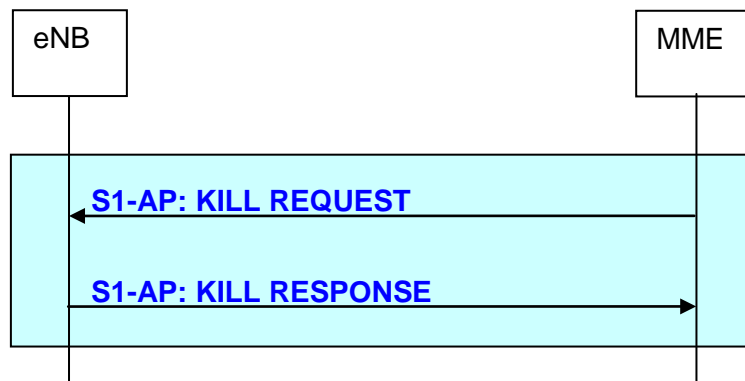 eNB
MME
S1-AP: KILL REQUEST
S1-AP: KILL RESPONSE